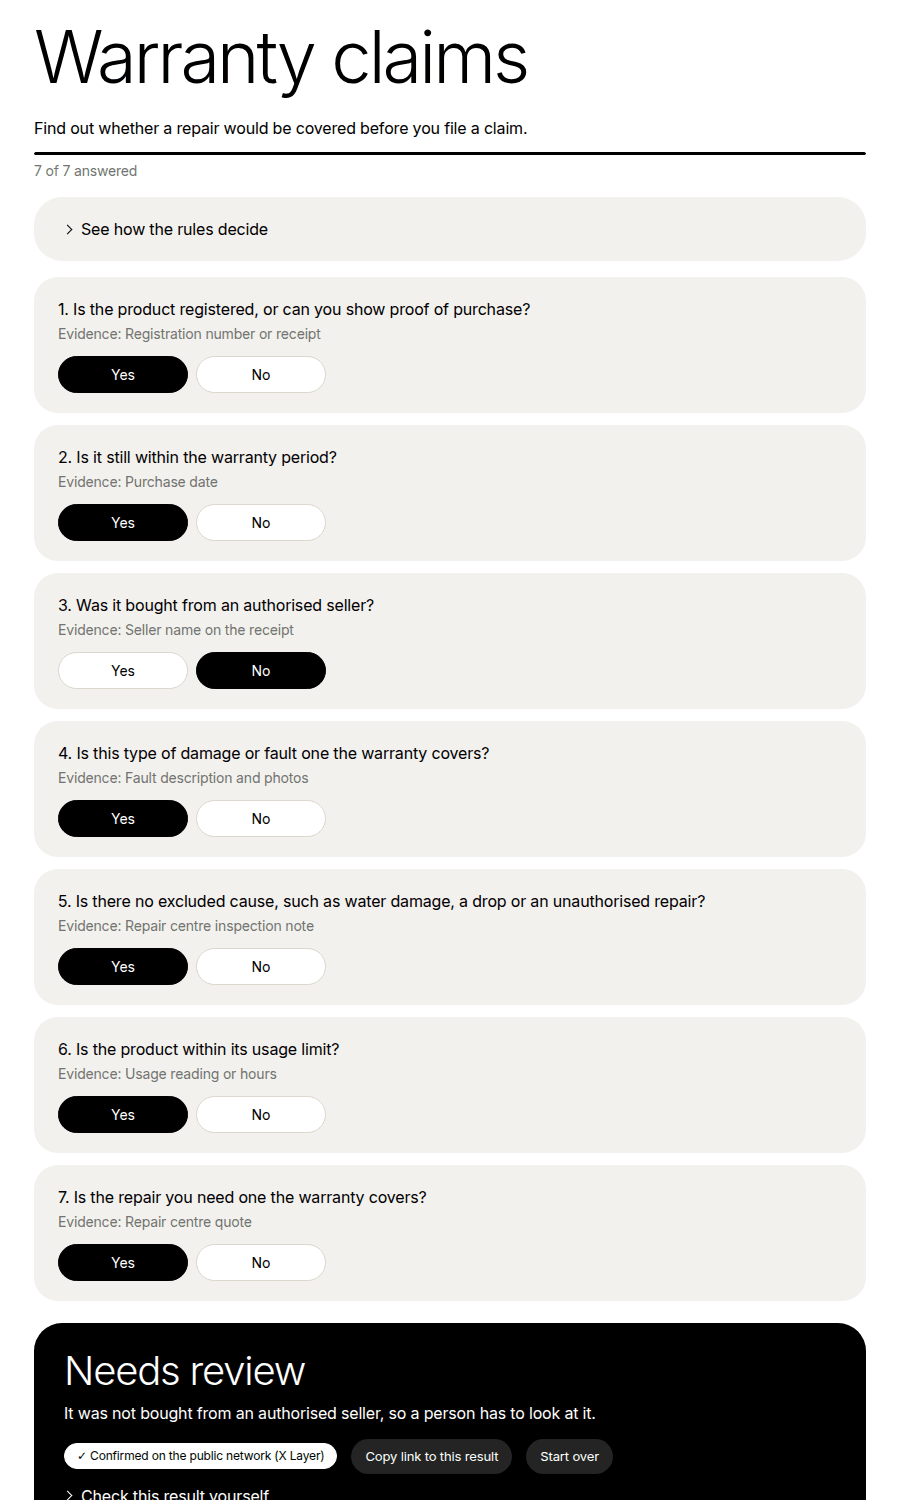 Warranty claims
Find out whether a repair would be covered before you file a claim.
7 of 7 answered
See how the rules decide
1. Is the product registered, or can you show proof of purchase?
Evidence: Registration number or receipt
Yes No
2. Is it still within the warranty period?
Evidence: Purchase date
Yes No
3. Was it bought from an authorised seller?
Evidence: Seller name on the receipt
Yes No
4. Is this type of damage or fault one the warranty covers?
Evidence: Fault description and photos
Yes No
5. Is there no excluded cause, such as water damage, a drop or an unauthorised repair?
Evidence: Repair centre inspection note
Yes No
6. Is the product within its usage limit?
Evidence: Usage reading or hours
Yes No
7. Is the repair you need one the warranty covers?
Evidence: Repair centre quote
Yes No
Needs review
It was not bought from an authorised seller, so a person has to look at it.
✓ Confirmed on the public network (X Layer) Copy link to this result Start over
Check this result yourself